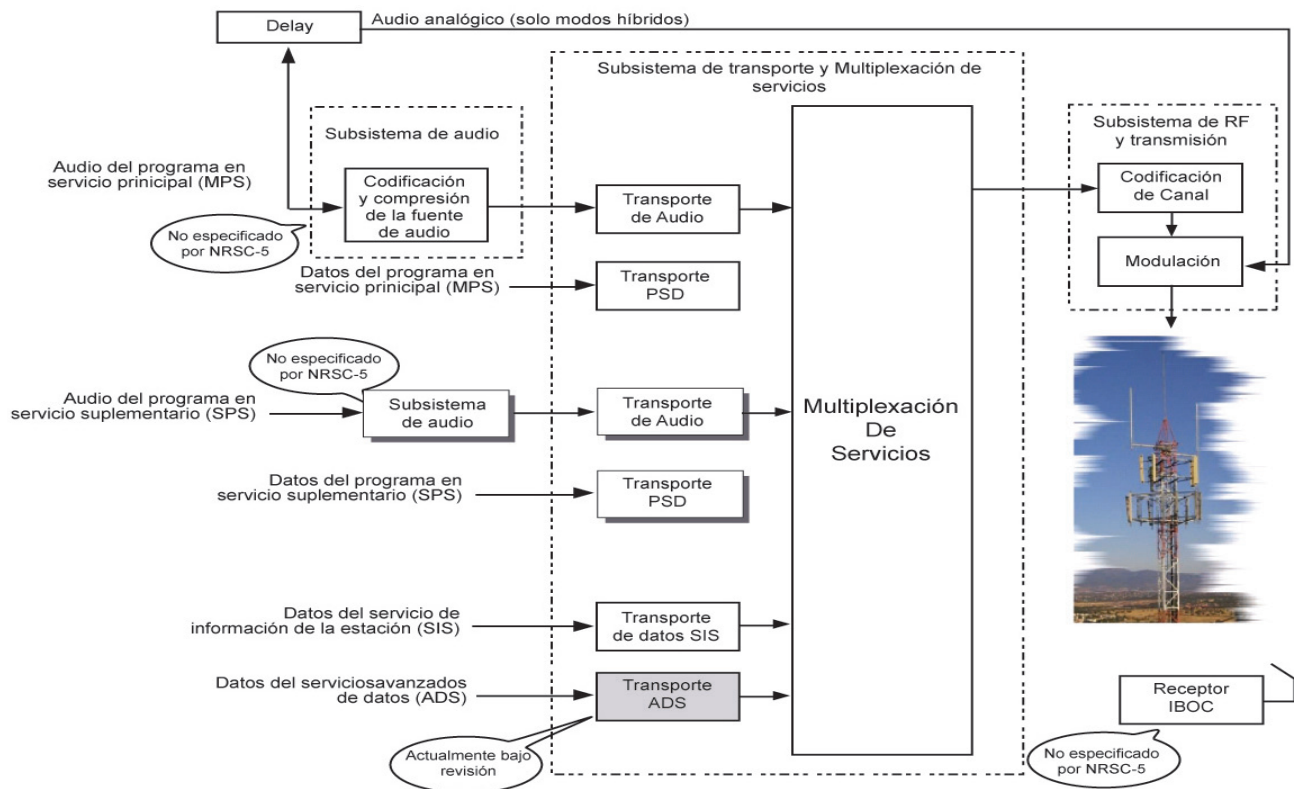 Delay
Audio analógico (solo modos híbridos)
Subsistema de transporte y Multiplexación de
servicios
Subsistema de audio
Subsistema de RF
y transmisión
Audio del programa en
servicio prinicipal (MPS)
Codificación
y compresión
de la fuente
de audio
Transporte
de Audio
Codificación
de Canal
No especificado
por NRSC-5
Modulación
Datos del programa en
servicio prinicipal (MPS)
Transporte
PSD
No especificado
por NRSC-5
Audio del programa en
servicio suplementario (SPS)
Subsistema
de audio
Transporte
de Audio
Multiplexación
De
Servicios
Datos del programa en
servicio suplementario (SPS)
Transporte
PSD
Datos del servicio de
información de la estación (SIS)
Transporte
de datos SIS
Datos del serviciosavanzados
de datos (ADS)
Transporte
ADS
Receptor
IBOC
Actualmente bajo
revisión
No especificado
por NRSC-5